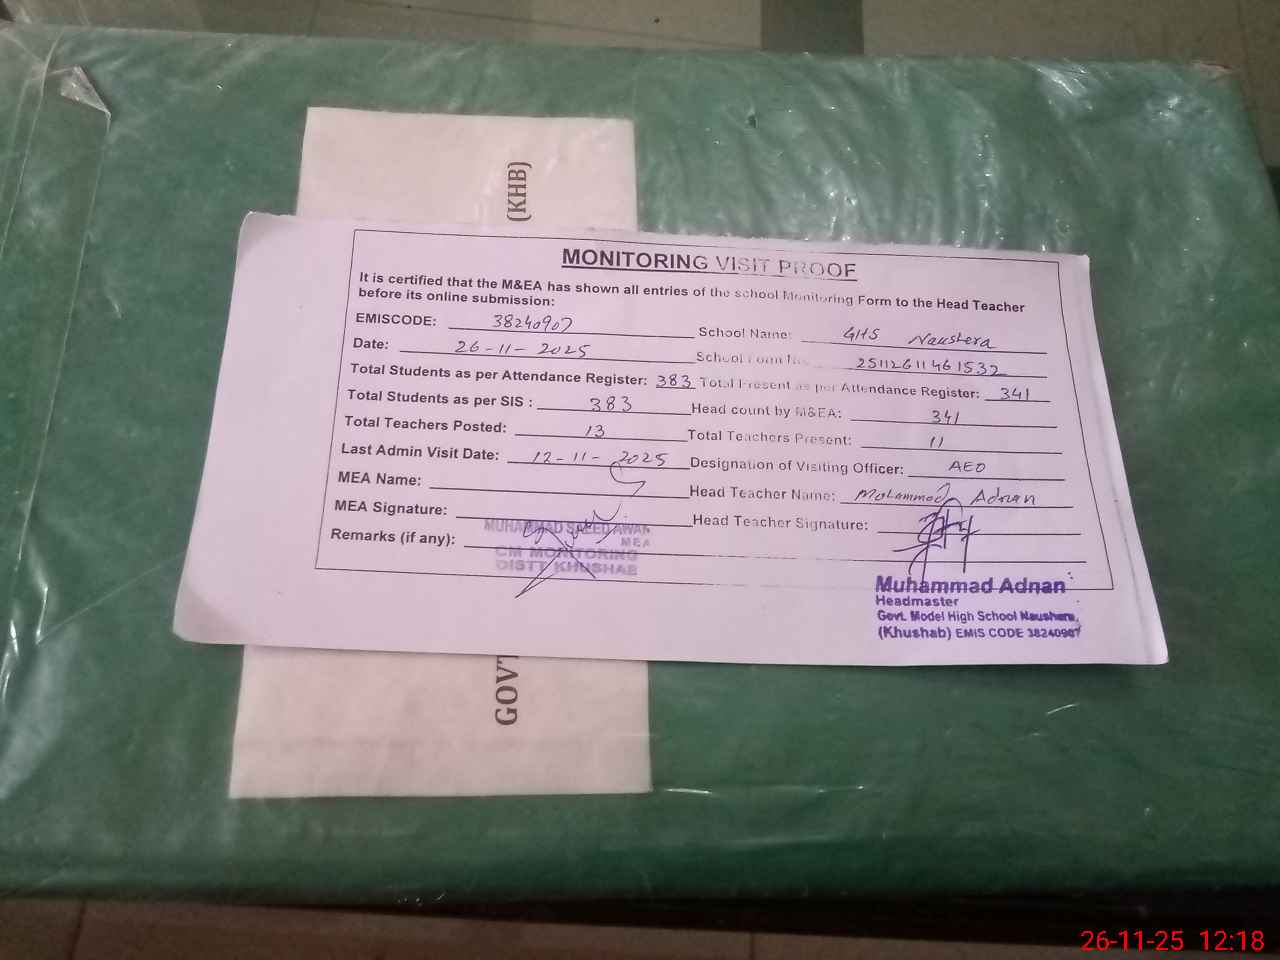 (KHB)
MONITORING VISIT PROOF
It is certified that the M&EA has shown all entries of the school Monitoring Form to the Head Teacher
before its online submission:
EMISCODE: 38240907 School Name: GHS Naushera
Date: 26-11-2025 School Form No. 2511261146 1532
Total Students as per Attendance Register: 383 Total Present as per Attendance Register: 341
Total Students as per SIS : 383 Head count by M&EA: 341
Total Teachers Posted: 13 Total Teachers Present: 11
Last Admin Visit Date: 12-11-2025 Designation of Visiting Officer: AEO
MEA Name: Head Teacher Name: Mohammad Adnan
MEA Signature: Head Teacher Signature:
Remarks (if any):
MUHAMMAD SAEED AWAN
MEA
CM MONITORING
DISTT KHUSHAB
Muhammad Adnan
Headmaster
Govt. Model High School Naushera,
(Khushab) EMIS CODE 38240907
GOVT
26-11-25 12:18